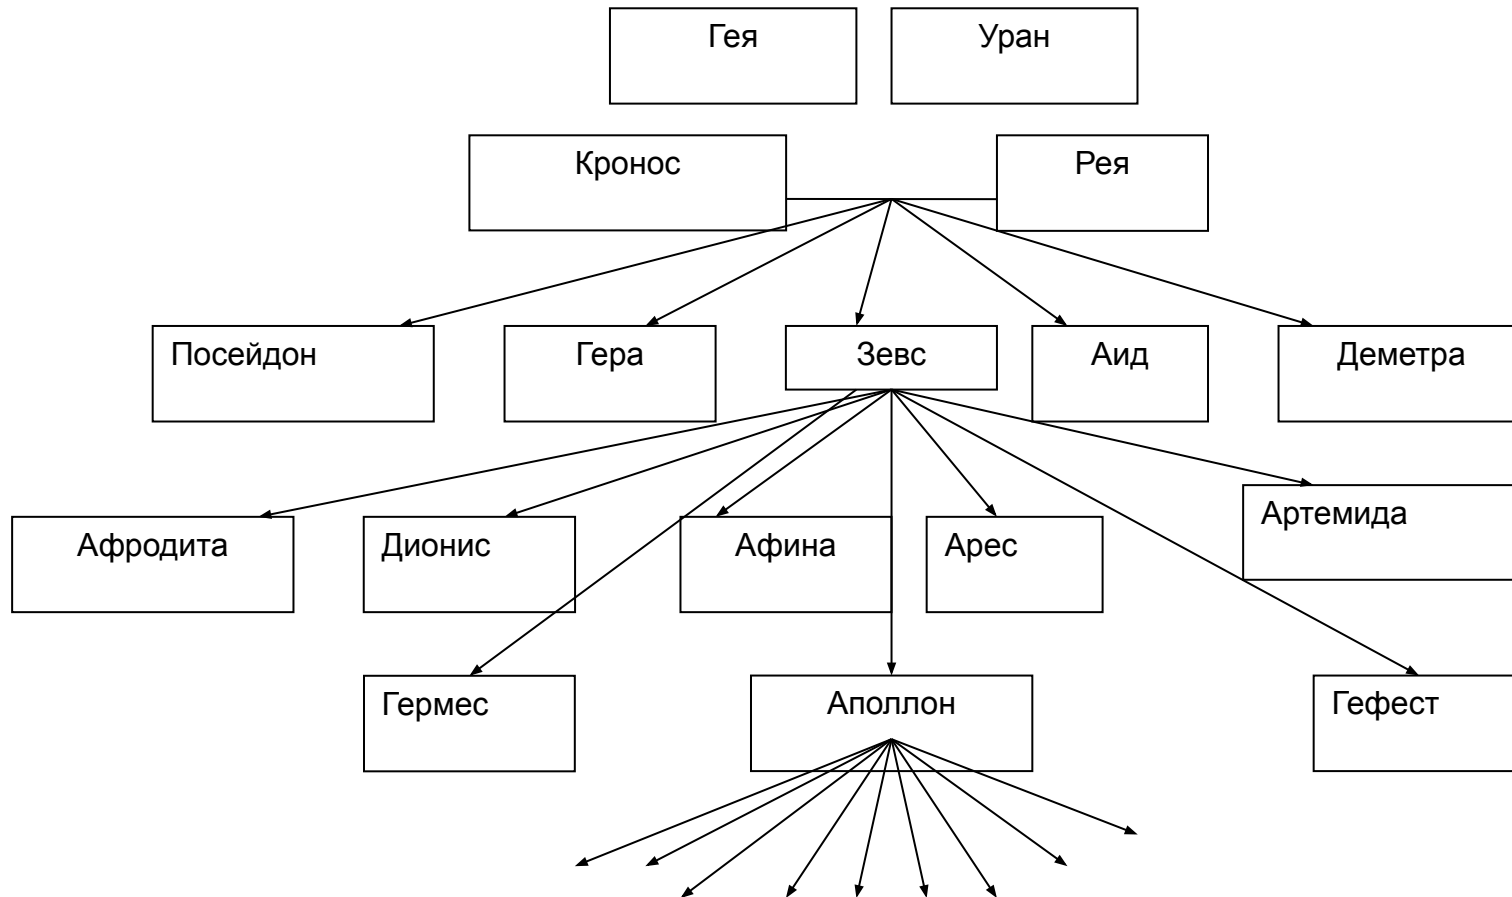 Гея
Уран
Кронос
Рея
Посейдон
Гера
Зевс
Аид
Деметра
Афродита
Дионис
Афина
Арес
Артемида
Гермес
Аполлон
Гефест